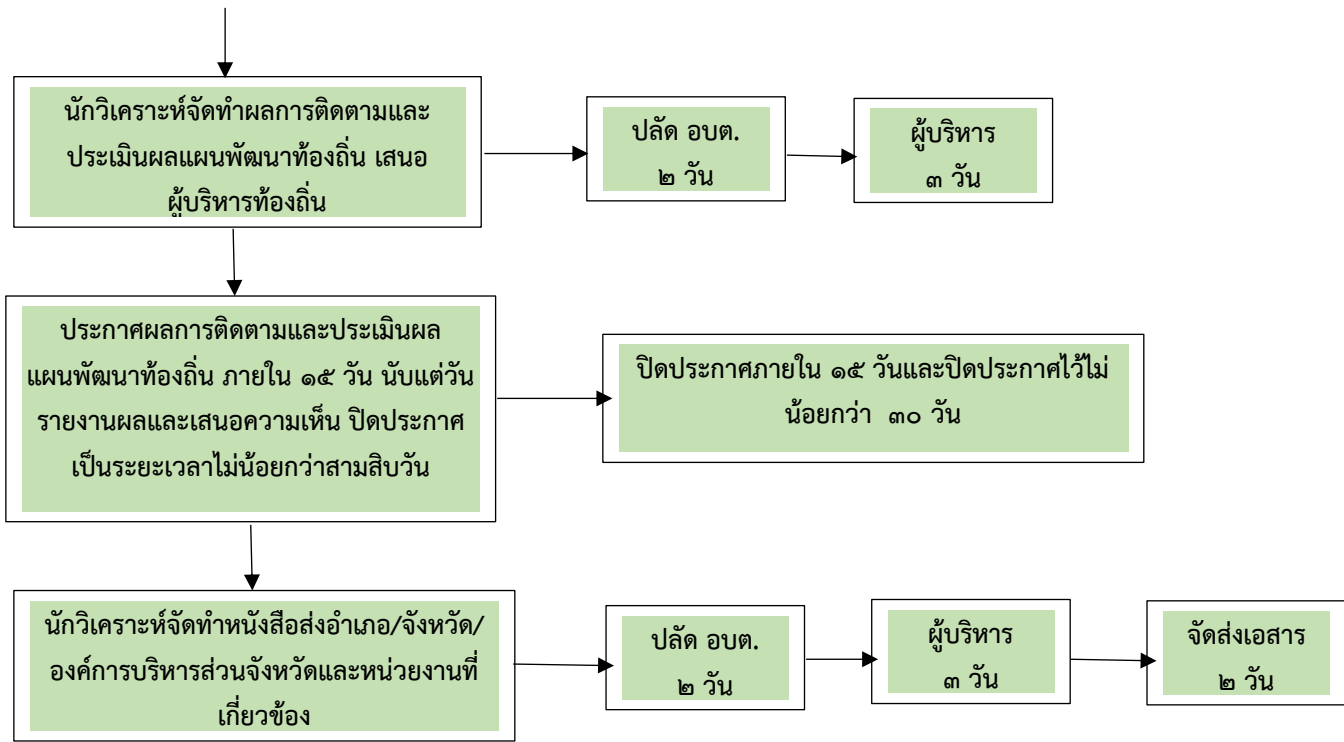 นักวิเคราะห์จัดทำผลการติดตามและ
ประเมินผลแผนพัฒนาท้องถิ่น เสนอ
ผู้บริหารท้องถิ่น
ปลัด อบต.
๒ วัน
ผู้บริหาร
๓ วัน
ประกาศผลการติดตามและประเมินผล
แผนพัฒนาท้องถิ่น ภายใน ๑๕ วัน นับแต่วัน
รายงานผลและเสนอความเห็น ปิดประกาศ
เป็นระยะเวลาไม่น้อยกว่าสามสิบวัน
ปิดประกาศภายใน ๑๕ วันและปิดประกาศไว้ไม่
น้อยกว่า ๓๐ วัน
นักวิเคราะห์จัดทำหนังสือส่งอำเภอ/จังหวัด/
องค์การบริหารส่วนจังหวัดและหน่วยงานที่
เกี่ยวข้อง
ปลัด อบต.
๒ วัน
ผู้บริหาร
๓ วัน
จัดส่งเอสาร
๒ วัน